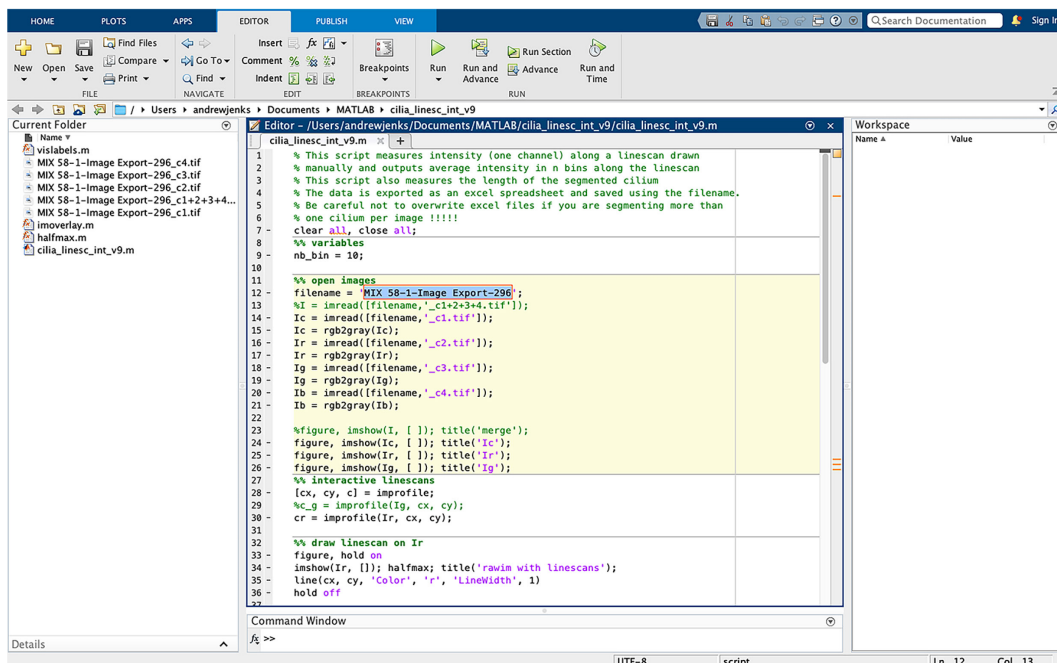 HOME PLOTS APPS EDITOR PUBLISH VIEW Search Documentation Sign In
New Open Save Find Files Compare Print
FILE
Go To Find
NAVIGATE
Insert fx
Comment % 
Indent
EDIT
Breakpoints
BREAKPOINTS
Run Run and Advance Run Section Advance Run and Time
RUN
/ ▸ Users ▸ andrewjenks ▸ Documents ▸ MATLAB ▸ cilia_linesc_int_v9
Current Folder
Name
vislabels.m
MIX 58-1-Image Export-296_c4.tif
MIX 58-1-Image Export-296_c3.tif
MIX 58-1-Image Export-296_c2.tif
MIX 58-1-Image Export-296_c1+2+3+4...
MIX 58-1-Image Export-296_c1.tif
imoverlay.m
halfmax.m
cilia_linesc_int_v9.m
Details
Editor - /Users/andrewjenks/Documents/MATLAB/cilia_linesc_int_v9/cilia_linesc_int_v9.m
cilia_linesc_int_v9.m × +
1 % This script measures intensity (one channel) along a linescan drawn
2 % manually and outputs average intensity in n bins along the linescan
3 % This script also measures the length of the segmented cilium
4 % The data is exported as an excel spreadsheet and saved using the filename.
5 % Be careful not to overwrite excel files if you are segmenting more than
6 % one cilium per image !!!!!
7 - clear all, close all;
8 %% variables
9 - nb_bin = 10;
10
11 %% open images
12 - filename = 'MIX 58-1-Image Export-296';
13 %I = imread([filename,'_c1+2+3+4.tif']);
14 - Ic = imread([filename,'_c1.tif']);
15 - Ic = rgb2gray(Ic);
16 - Ir = imread([filename,'_c2.tif']);
17 - Ir = rgb2gray(Ir);
18 - Ig = imread([filename,'_c3.tif']);
19 - Ig = rgb2gray(Ig);
20 - Ib = imread([filename,'_c4.tif']);
21 - Ib = rgb2gray(Ib);
22
23 %figure, imshow(I, [ ]); title('merge');
24 - figure, imshow(Ic, [ ]); title('Ic');
25 - figure, imshow(Ir, [ ]); title('Ir');
26 - figure, imshow(Ig, [ ]); title('Ig');
27 %% interactive linescans
28 - [cx, cy, c] = improfile;
29 %c_g = improfile(Ig, cx, cy);
30 - cr = improfile(Ir, cx, cy);
31
32 %% draw linescan on Ir
33 - figure, hold on
34 - imshow(Ir, []); halfmax; title('rawim with linescans');
35 - line(cx, cy, 'Color', 'r', 'LineWidth', 1)
36 - hold off
37
Command Window
fx >>
Workspace
Name Value
UTF-8 script Ln 12 Col 13